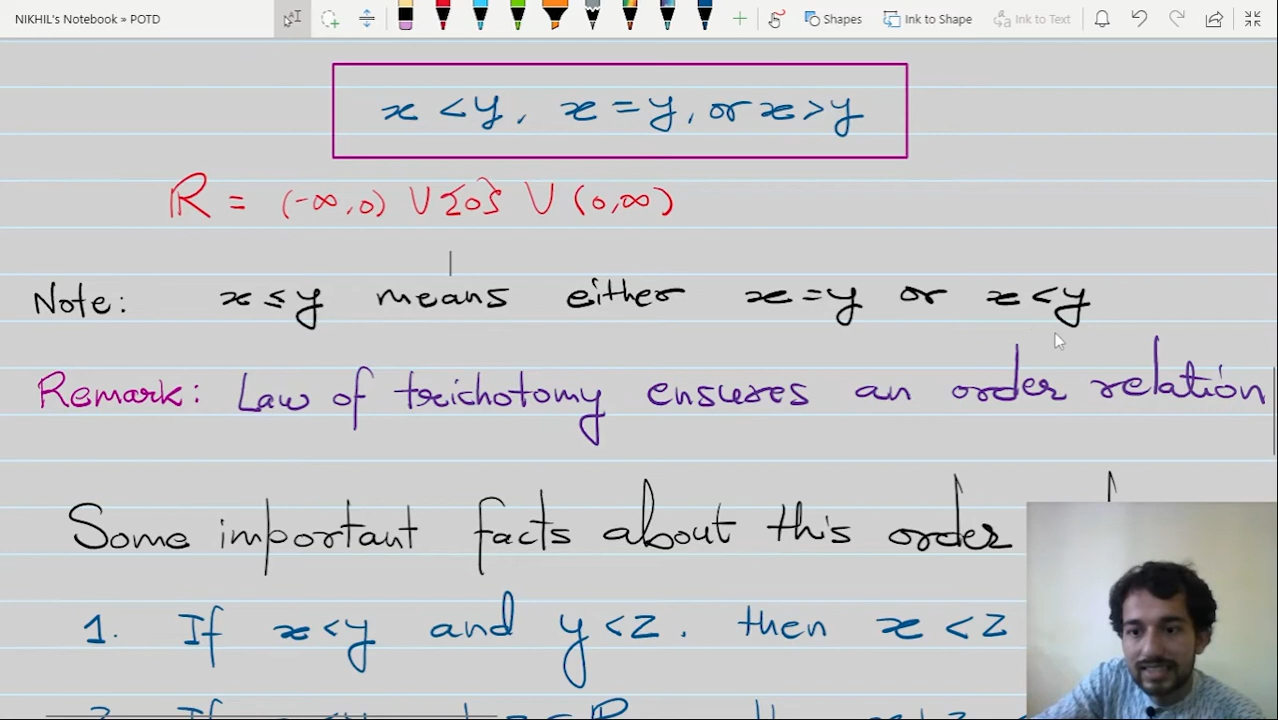 NIKHIL's Notebook » POTD
Shapes
Ink to Shape
Ink to Text
x < y, x = y, or x > y
R = (-∞,0) ∪ {0} ∪ (0,∞)
Note: x ≤ y means either x = y or x < y
Remark: Law of trichotomy ensures an order relation
Some important facts about this order
1. If x < y and y < z. then x < z